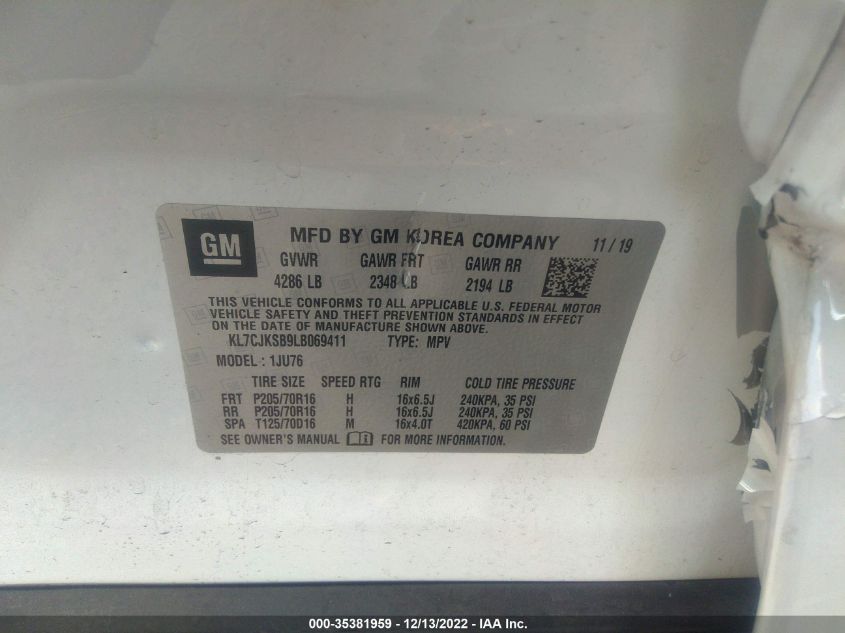 GM
MFD BY GM KOREA COMPANY 11/19
GVWR GAWR FRT GAWR RR
4286 LB 2348 LB 2194 LB
THIS VEHICLE CONFORMS TO ALL APPLICABLE U.S. FEDERAL MOTOR
VEHICLE SAFETY AND THEFT PREVENTION STANDARDS IN EFFECT
ON THE DATE OF MANUFACTURE SHOWN ABOVE.
KL7CJKSB9LB069411 TYPE: MPV
MODEL : 1JU76
TIRE SIZE SPEED RTG RIM COLD TIRE PRESSURE
FRT P205/70R16 H 16x6.5J 240KPA, 35 PSI
RR P205/70R16 H 16x6.5J 240KPA, 35 PSI
SPA T125/70D16 M 16x4.0T 420KPA, 60 PSI
SEE OWNER'S MANUAL FOR MORE INFORMATION.
000-35381959 - 12/13/2022 - IAA Inc.